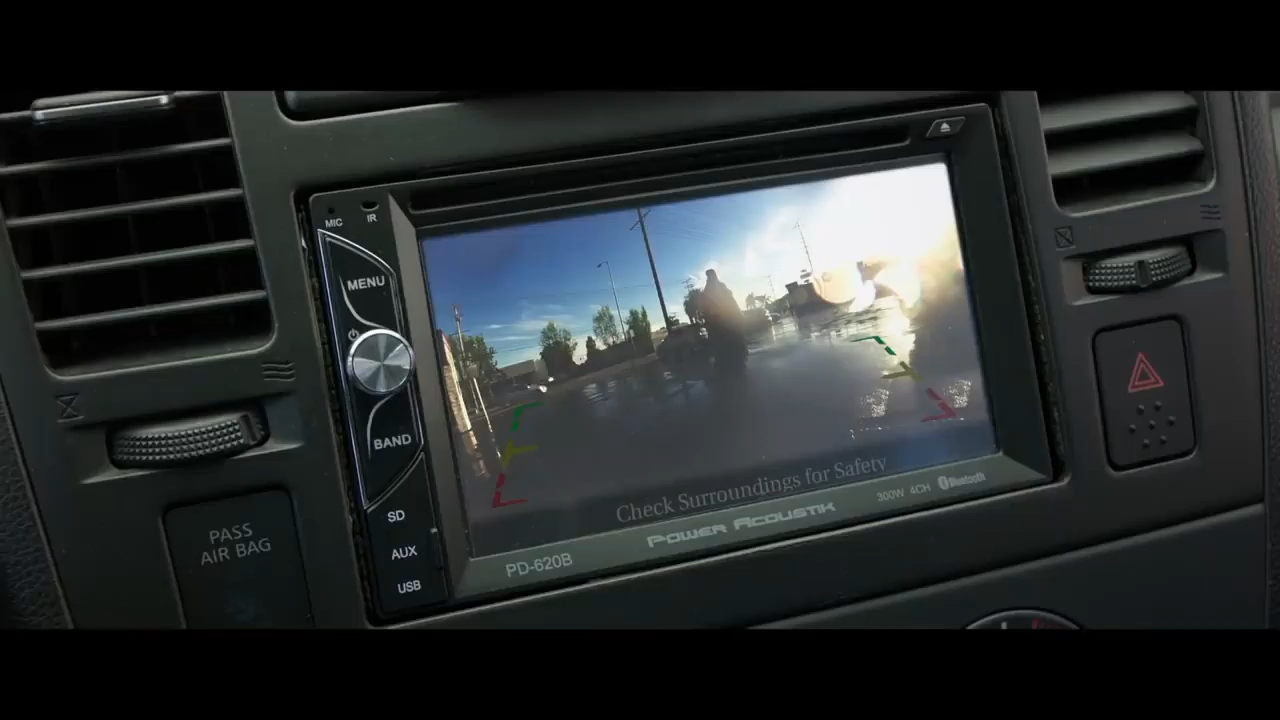 MIC IR
MENU
BAND
SD
AUX
USB
PASS
AIR BAG
Check Surroundings for Safety
POWER ACOUSTIK
300W 4CH Bluetooth
PD-620B